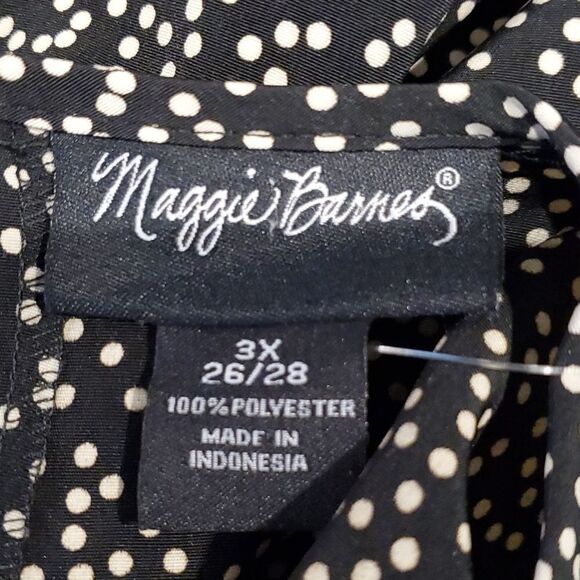 Maggie Barnes®
3X
26/28
100% POLYESTER
MADE IN
INDONESIA